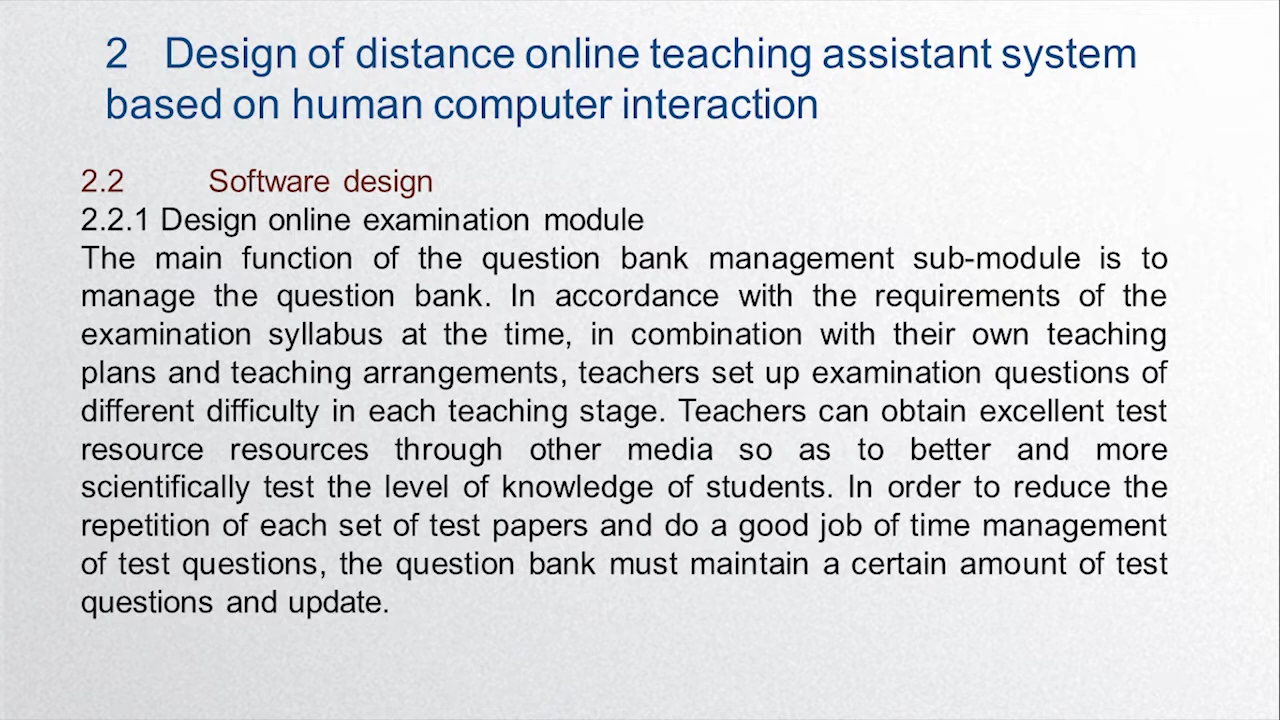 2 Design of distance online teaching assistant system
based on human computer interaction
2.2 Software design
2.2.1 Design online examination module
The main function of the question bank management sub-module is to
manage the question bank. In accordance with the requirements of the
examination syllabus at the time, in combination with their own teaching
plans and teaching arrangements, teachers set up examination questions of
different difficulty in each teaching stage. Teachers can obtain excellent test
resource resources through other media so as to better and more
scientifically test the level of knowledge of students. In order to reduce the
repetition of each set of test papers and do a good job of time management
of test questions, the question bank must maintain a certain amount of test
questions and update.